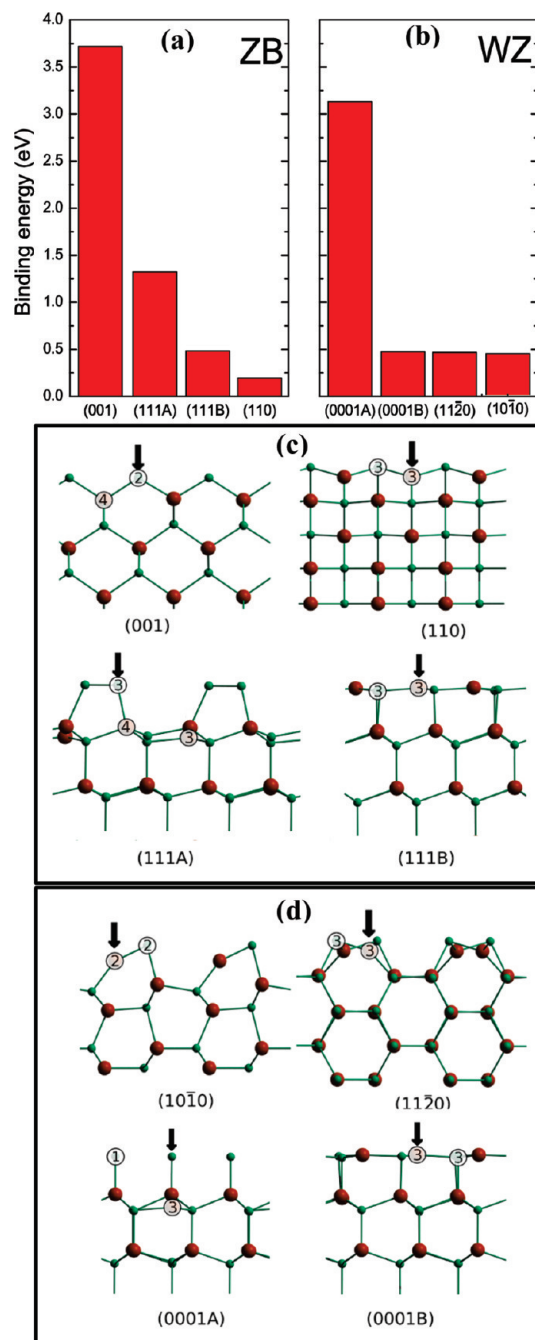 (a) ZB
(b) WZ
Binding energy (eV)
4.0
3.5
3.0
2.5
2.0
1.5
1.0
0.5
0.0
(001) (111A) (111B) (110)
(0001A) (0001B) (112̅0) (101̅0)
(c)
2
4
3
3
(001)
(110)
3
4
3
3
3
(111A)
(111B)
(d)
2
2
3
3
(101̅0)
(112̅0)
1
3
3
3
(0001A)
(0001B)